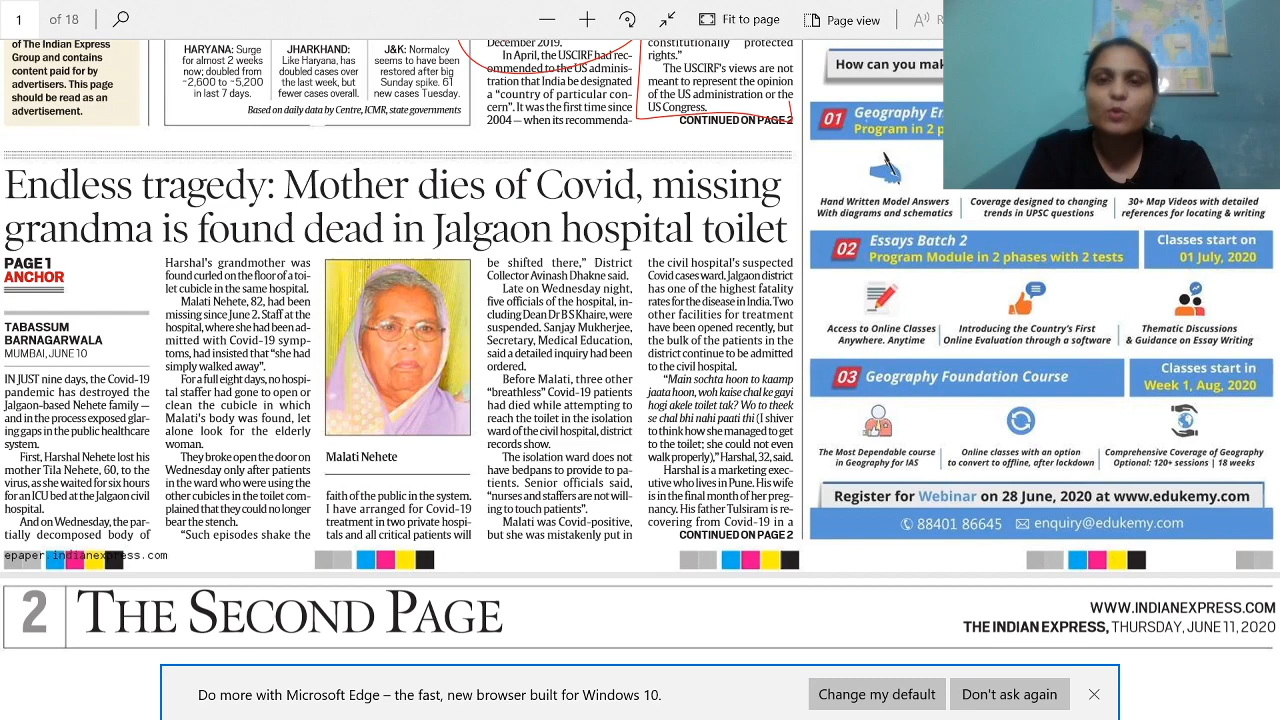 1 of 18
Fit to page
Page view
of The Indian Express
Group and contains
content paid for by
advertisers. This page
should be read as an
advertisement.
HARYANA: Surge
for almost 2 weeks
now; doubled from
~2,600 to ~5,200
in last 7 days.
JHARKHAND:
Like Haryana, has
doubled cases over
the last week, but
fewer cases overall.
J&K: Normalcy
seems to have been
restored after big
Sunday spike. 61
new cases Tuesday.
Based on daily data by Centre, ICMR, state governments
December 2019.
In April, the USCIRF had rec-
ommended to the US adminis-
tration that India be designated
a "country of particular con-
cern". It was the first time since
2004 — when its recommenda-
constitutionally protected
rights."
The USCIRF's views are not
meant to represent the opinion
of the US administration or the
US Congress.
CONTINUED ON PAGE 2
Endless tragedy: Mother dies of Covid, missing
grandma is found dead in Jalgaon hospital toilet
PAGE 1
ANCHOR
TABASSUM
BARNAGARWALA
MUMBAI, JUNE 10
IN JUST nine days, the Covid-19
pandemic has destroyed the
Jalgaon-based Nehete family —
and in the process exposed glar-
ing gaps in the public healthcare
system.
First, Harshal Nehete lost his
mother Tila Nehete, 60, to the
virus, as she waited for six hours
for an ICU bed at the Jalgaon civil
hospital.
And on Wednesday, the par-
tially decomposed body of
Harshal's grandmother was
found curled on the floor of a toi-
let cubicle in the same hospital.
Malati Nehete, 82, had been
missing since June 2. Staff at the
hospital, where she had been ad-
mitted with Covid-19 symp-
toms, had insisted that "she had
simply walked away".
For a full eight days, no hospi-
tal staffer had gone to open or
clean the cubicle in which
Malati's body was found, let
alone look for the elderly
woman.
They broke open the door on
Wednesday only after patients
in the ward who were using the
other cubicles in the toilet com-
plained that they could no longer
bear the stench.
"Such episodes shake the
Malati Nehete
faith of the public in the system.
I have arranged for Covid-19
treatment in two private hospi-
tals and all critical patients will
be shifted there," District
Collector Avinash Dhakne said.
Late on Wednesday night,
five officials of the hospital, in-
cluding Dean Dr B S Khaire, were
suspended. Sanjay Mukherjee,
Secretary, Medical Education,
said a detailed inquiry had been
ordered.
Before Malati, three other
"breathless" Covid-19 patients
had died while attempting to
reach the toilet in the isolation
ward of the civil hospital, district
records show.
The isolation ward does not
have bedpans to provide to pa-
tients. Senior officials said,
"nurses and staffers are not will-
ing to touch patients".
Malati was Covid-positive,
but she was mistakenly put in
the civil hospital's suspected
Covid cases ward. Jalgaon district
has one of the highest fatality
rates for the disease in India. Two
other facilities for treatment
have been opened recently, but
the bulk of the patients in the
district continue to be admitted
to the civil hospital.
"Main sochta hoon to kaamp
jaata hoon, woh kaise chal ke gayi
hogi akele toilet tak? Wo to theek
se chal bhi nahi paati thi (I shiver
to think how she managed to get
to the toilet; she could not even
walk properly)," Harshal, 32, said.
Harshal is a marketing exec-
utive who lives in Pune. His wife
is in the final month of her preg-
nancy. His father Tulsiram is re-
covering from Covid-19 in a
CONTINUED ON PAGE 2
How can you mak
01 Geography En
Program in 2 p
Hand Written Model Answers
With diagrams and schematics
Coverage designed to changing
trends in UPSC questions
30+ Map Videos with detailed
references for locating & writing
02 Essays Batch 2
Program Module in 2 phases with 2 tests
Classes start on
01 July, 2020
Access to Online Classes
Anywhere. Anytime
Introducing the Country's First
Online Evaluation through a software
Thematic Discussions
& Guidance on Essay Writing
03 Geography Foundation Course
Classes start on
Week 1, Aug, 2020
The Most Dependable course
in Geography for IAS
Online classes with an option
to convert to offline, after lockdown
Comprehensive Coverage of Geography
Optional: 120+ sessions | 18 weeks
Register for Webinar on 28 June, 2020 at www.edukemy.com
88401 86645 enquiry@edukemy.com
epaper.indianexpress.com
2 THE SECOND PAGE
WWW.INDIANEXPRESS.COM
THE INDIAN EXPRESS, THURSDAY, JUNE 11, 2020
Do more with Microsoft Edge – the fast, new browser built for Windows 10.
Change my default
Don't ask again